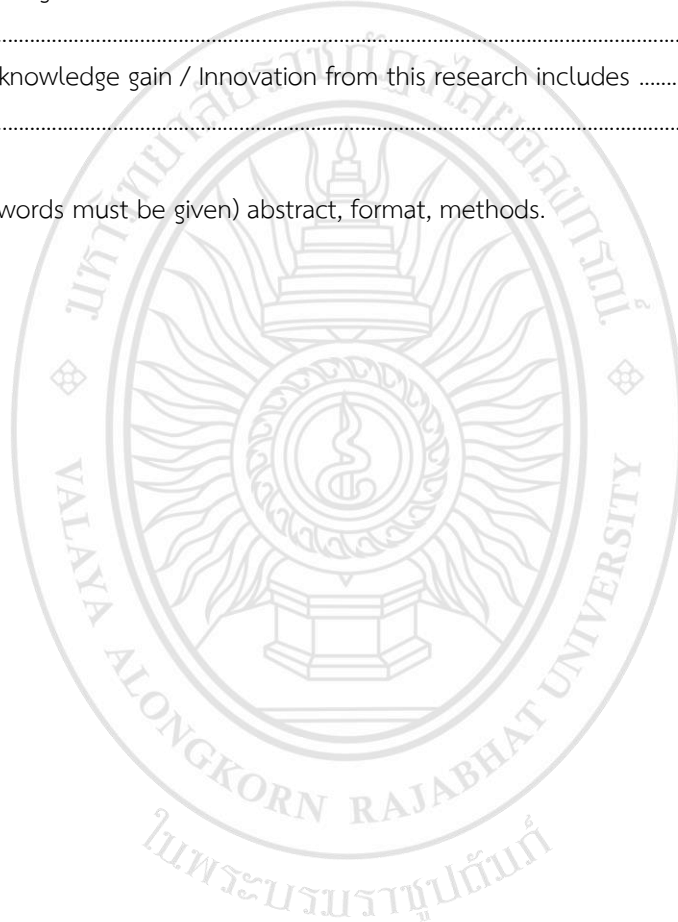 knowledge gain / Innovation from this research includes ........
words must be given) abstract, format, methods.
มหาวิทยาลัยราชภัฏวไลยอลงกรณ์
VALAYA ALONGKORN RAJABHAT UNIVERSITY
ในพระบรมราชูปถัมภ์